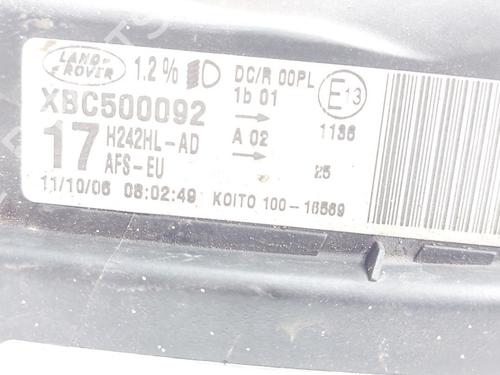 LAND-
ROVER
1.2% DC/R 00PL
1b 01
E13
XBC500092
17 H242HL-AD
AFS-EU
A 02
1136
25
11/10/06 08:02:49 KOITO 100-16569